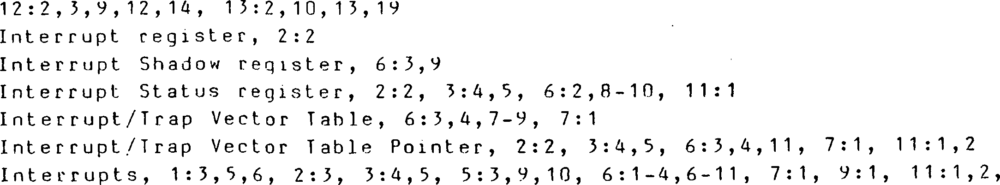 12:2,3,9,12,14, 13:2,10,13,19
Interrupt register, 2:2
Interrupt Shadow register, 6:3,9
Interrupt Status register, 2:2, 3:4,5, 6:2,8-10, 11:1
Interrupt/Trap Vector Table, 6:3,4,7-9, 7:1
Interrupt/Trap Vector Table Pointer, 2:2, 3:4,5, 6:3,4,11, 7:1, 11:1,2
Interrupts, 1:3,5,6, 2:3, 3:4,5, 5:3,9,10, 6:1-4,6-11, 7:1, 9:1, 11:1,2,